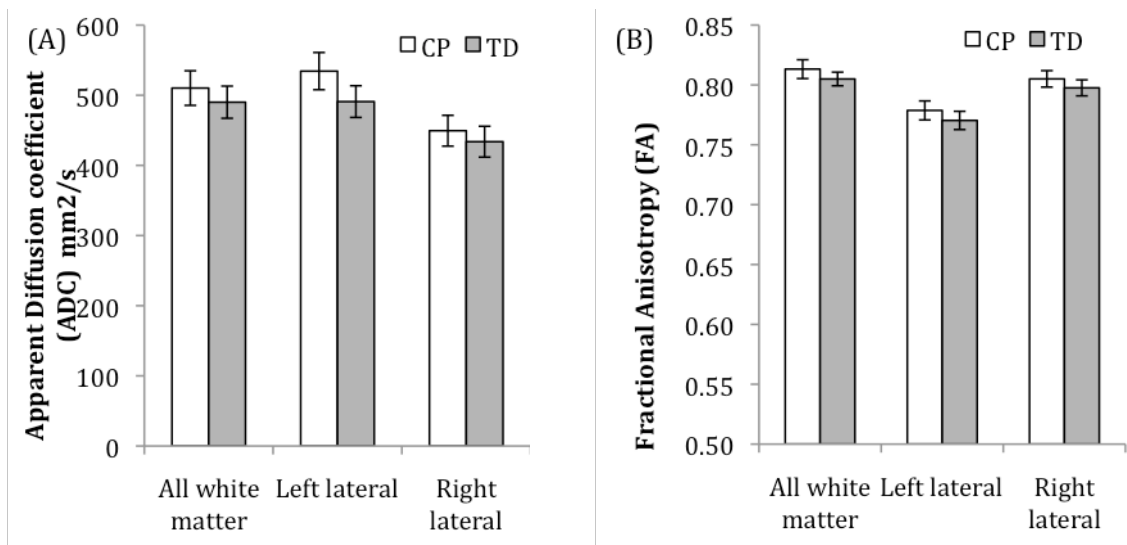 (A)
CP TD
Apparent Diffusion coefficient
(ADC) mm2/s
600
500
400
300
200
100
0
All white
matter
Left lateral
Right
lateral
(B)
CP TD
Fractional Anisotropy (FA)
0.85
0.80
0.75
0.70
0.65
0.60
0.55
0.50
All white
matter
Left lateral
Right
lateral